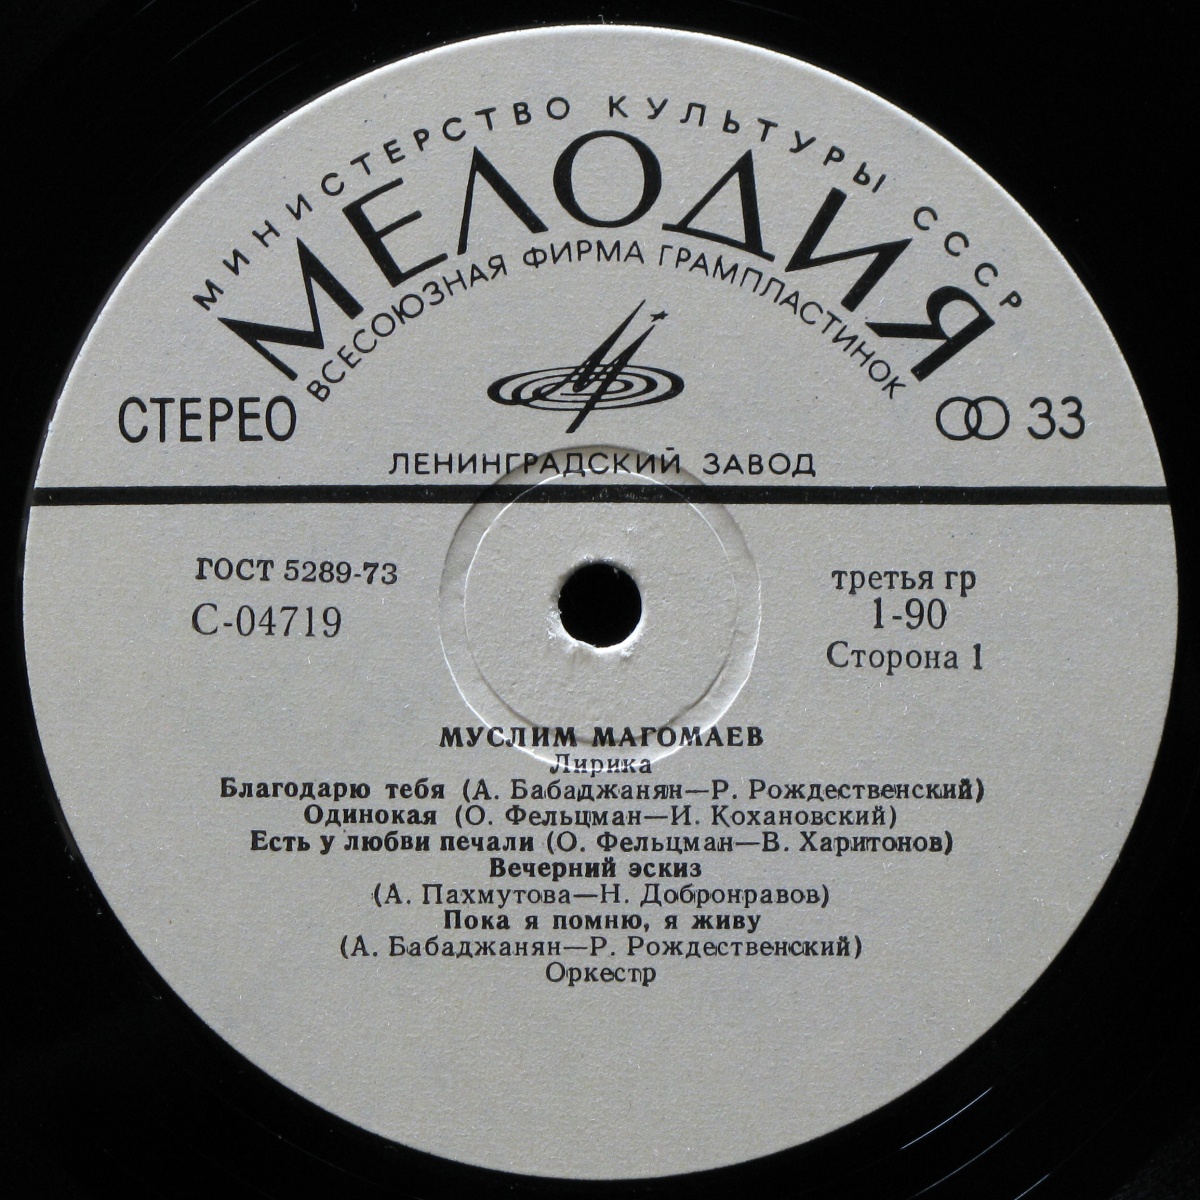 МИНИСТЕРСТВО КУЛЬТУРЫ СССР
МЕЛОДИЯ
ВСЕСОЮЗНАЯ ФИРМА ГРАМПЛАСТИНОК
СТЕРЕО
33
ЛЕНИНГРАДСКИЙ ЗАВОД
ГОСТ 5289-73
С-04719
третья гр
1-90
Сторона 1
МУСЛИМ МАГОМАЕВ
Лирика
Благодарю тебя (А. Бабаджанян—Р. Рождественский)
Одинокая (О. Фельцман—И. Кохановский)
Есть у любви печали (О. Фельцман—В. Харитонов)
Вечерний эскиз
(А. Пахмутова—Н. Добронравов)
Пока я помню, я живу
(А. Бабаджанян—Р. Рождественский)
Оркестр